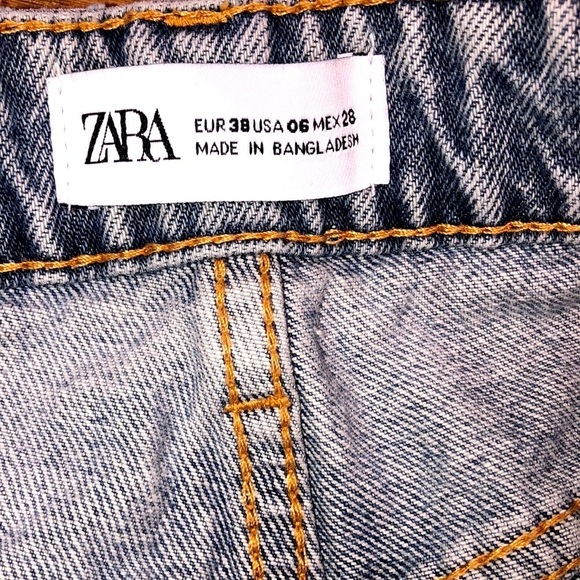 ZARA
EUR 38 USA 06 MEX 28
MADE IN BANGLADESH